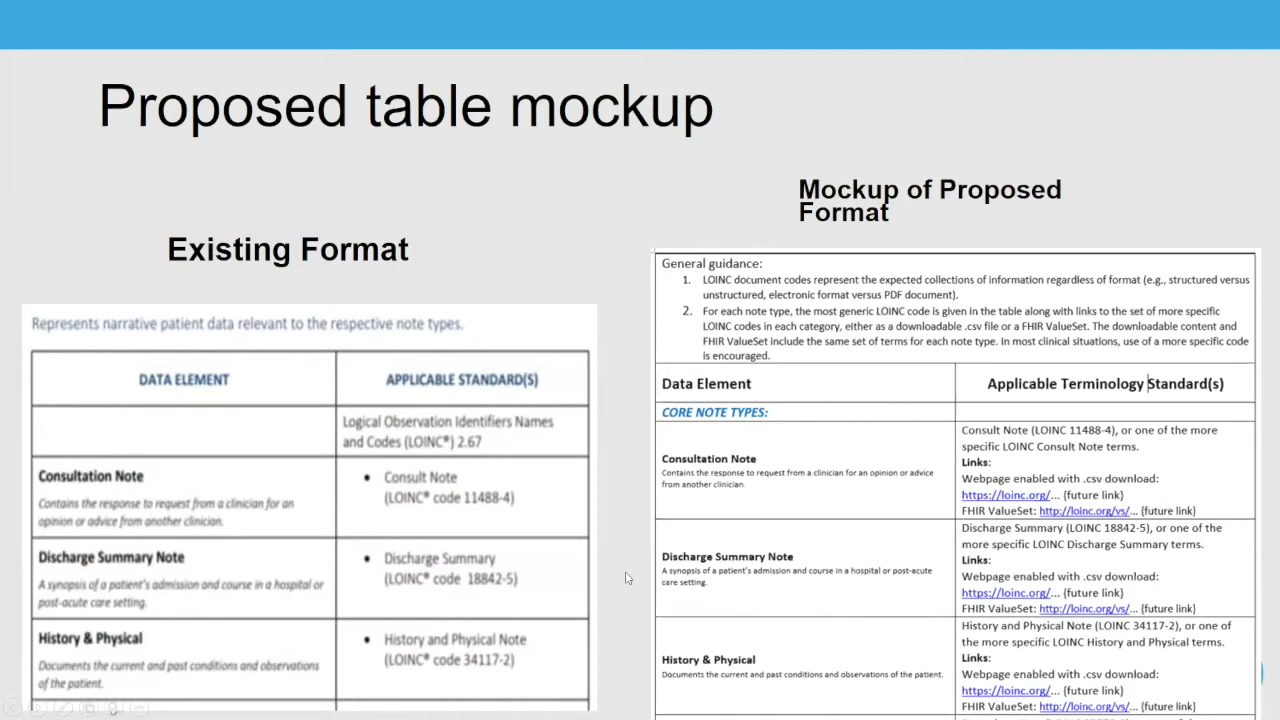 Proposed table mockup
Existing Format
Represents narrative patient data relevant to the respective note types.
DATA ELEMENT
APPLICABLE STANDARD(S)
Logical Observation Identifiers Names
and Codes (LOINC®) 2.67
Consultation Note
Contains the response to request from a clinician for an
opinion or advice from another clinician.
• Consult Note
(LOINC® code 11488-4)
Discharge Summary Note
A synopsis of a patient's admission and course in a hospital or
post-acute care setting.
• Discharge Summary
(LOINC® code 18842-5)
History & Physical
Documents the current and past conditions and observations
of the patient.
• History and Physical Note
(LOINC® code 34117-2)
Mockup of Proposed
Format
General guidance:
1. LOINC document codes represent the expected collections of information regardless of format (e.g., structured versus
unstructured, electronic format versus PDF document).
2. For each note type, the most generic LOINC code is given in the table along with links to the set of more specific
LOINC codes in each category, either as a downloadable .csv file or a FHIR ValueSet. The downloadable content and
FHIR ValueSet include the same set of terms for each note type. In most clinical situations, use of a more specific code
is encouraged.
Data Element
Applicable Terminology Standard(s)
CORE NOTE TYPES:
Consultation Note
Contains the response to request from a clinician for an opinion or advice
from another clinician.
Consult Note (LOINC 11488-4), or one of the more
specific LOINC Consult Note terms.
Links:
Webpage enabled with .csv download:
https://loinc.org/... {future link}
FHIR ValueSet: http://loinc.org/vs/... {future link}
Discharge Summary Note
A synopsis of a patient's admission and course in a hospital or post-acute
care setting.
Discharge Summary (LOINC 18842-5), or one of the
more specific LOINC Discharge Summary terms.
Links:
Webpage enabled with .csv download:
https://loinc.org/... {future link}
FHIR ValueSet: http://loinc.org/vs/... {future link}
History & Physical
Documents the current and past conditions and observations of the patient.
History and Physical Note (LOINC 34117-2), or one of
the more specific LOINC History and Physical terms.
Links:
Webpage enabled with .csv download:
https://loinc.org/... {future link}
FHIR ValueSet: http://loinc.org/vs/... {future link}